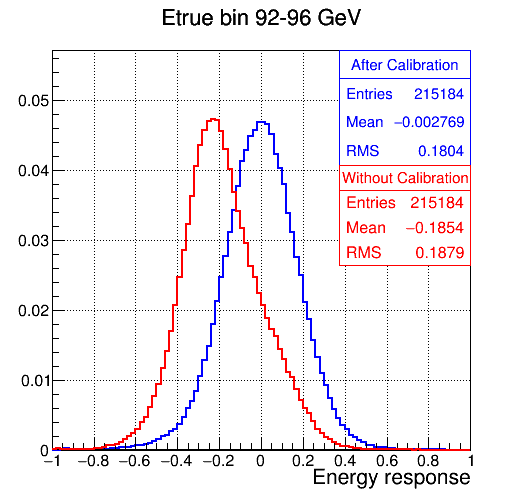 Etrue bin 92-96 GeV
After Calibration
Entries 215184
Mean −0.002769
RMS 0.1804
Without Calibration
Entries 215184
Mean −0.1854
RMS 0.1879
0.05
0.04
0.03
0.02
0.01
0
−1 −0.8 −0.6 −0.4 −0.2 0 0.2 0.4 0.6 0.8 1
Energy response